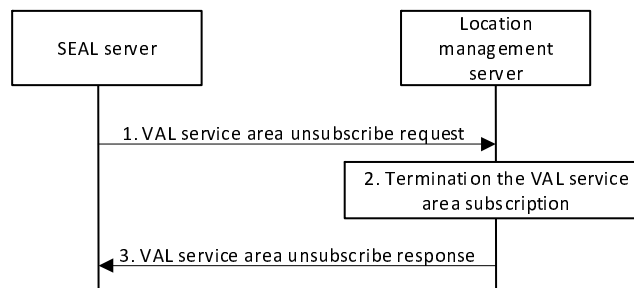 SEAL server
Location
management
server
1. VAL service area unsubscribe request
2. Termination the VAL service
area subscription
3. VAL service area unsubscribe response